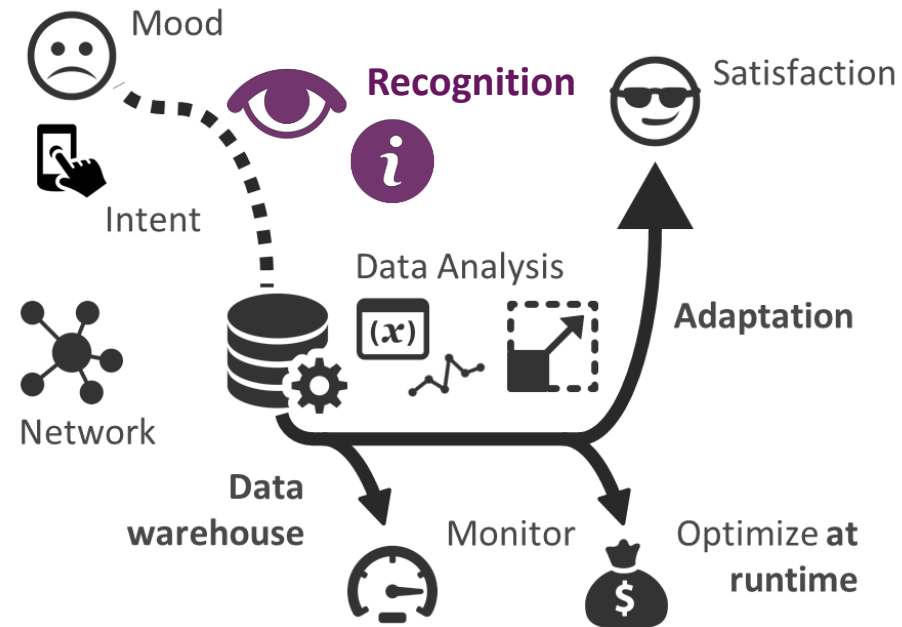 Mood
Recognition
Satisfaction
i
Intent
Data Analysis
(x)
Adaptation
Network
Data
warehouse
Monitor
Optimize at
runtime
$